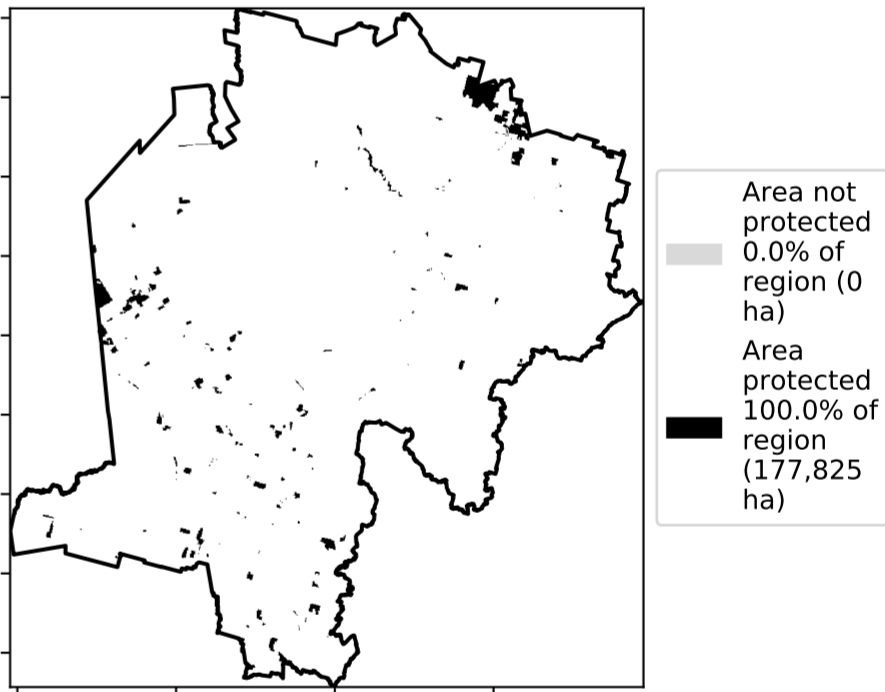 Area not
protected
0.0% of
region (0
ha)
Area
protected
100.0% of
region
(177,825
ha)